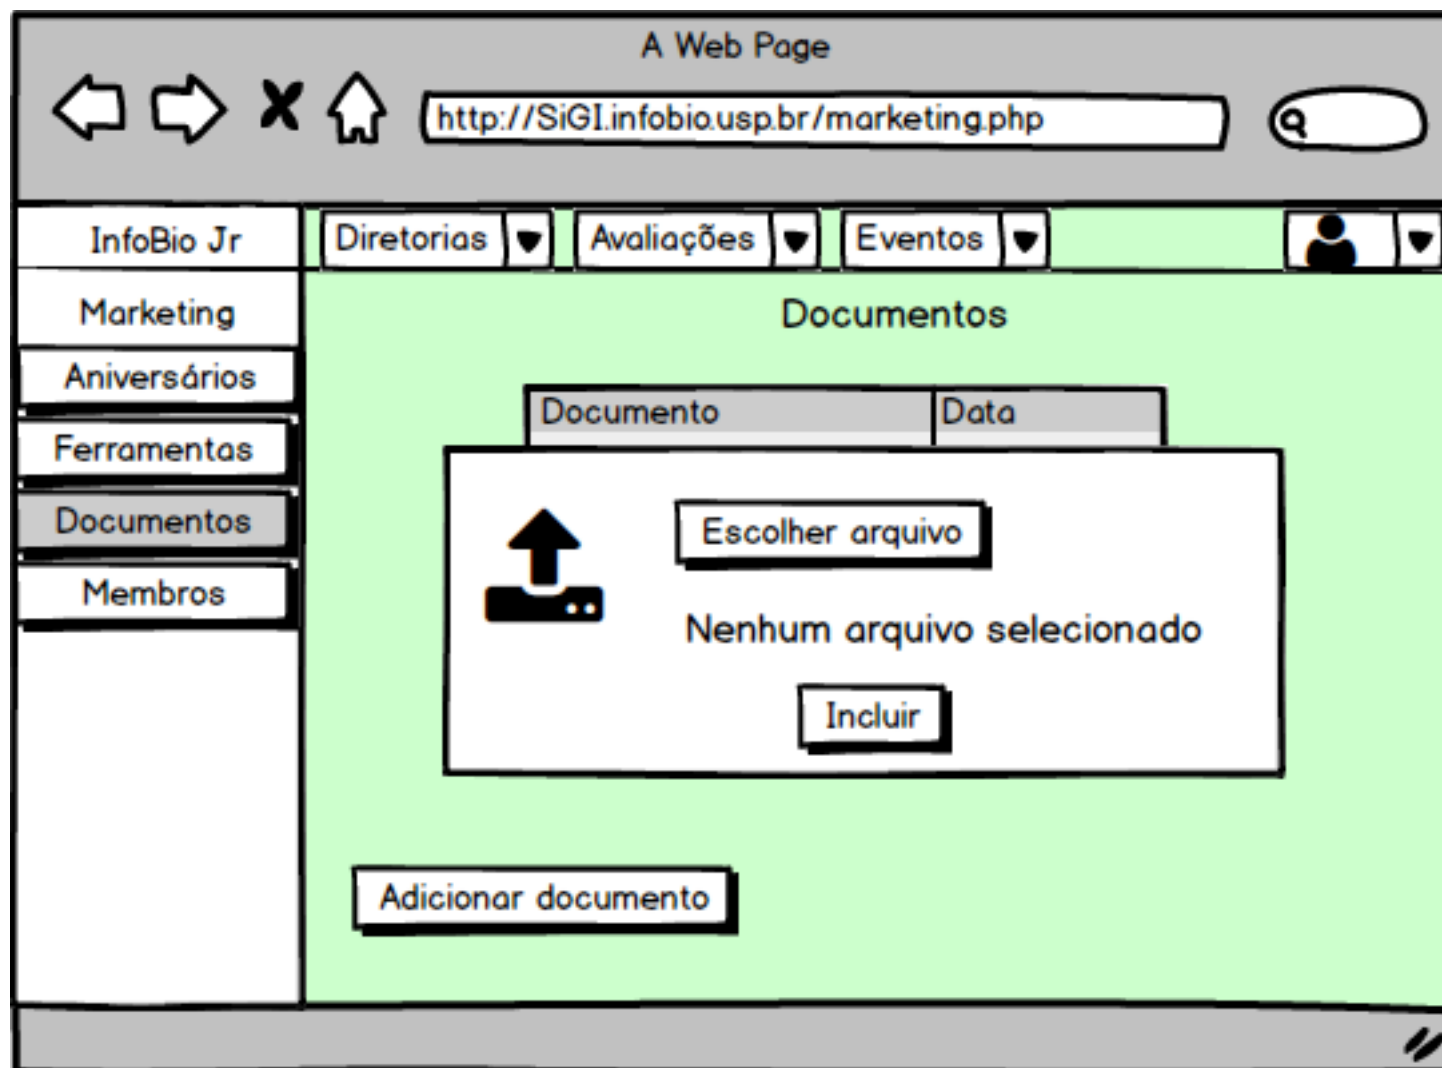 A Web Page
http://SiGI.infobio.usp.br/marketing.php
InfoBio Jr
Diretorias
Avaliações
Eventos
Marketing
Aniversários
Ferramentas
Documentos
Membros
Documentos
Documento
Data
Escolher arquivo
Nenhum arquivo selecionado
Incluir
Adicionar documento